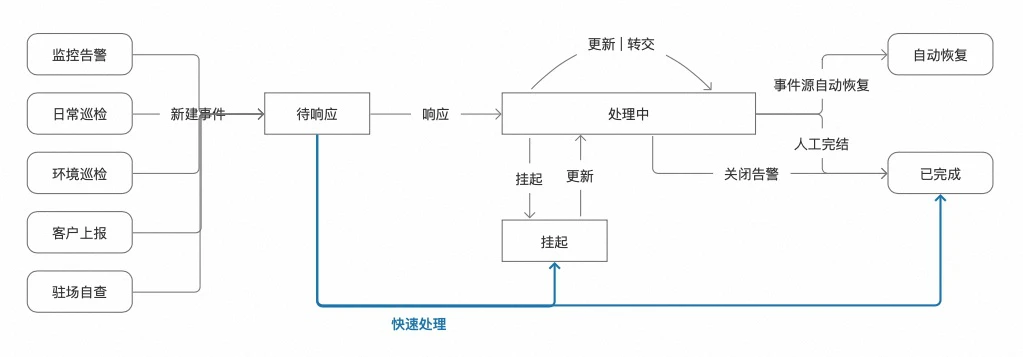 监控告警
日常巡检
环境巡检
客户上报
驻场自查
新建事件
待响应
响应
更新 | 转交
处理中
挂起
更新
挂起
事件源自动恢复
人工完结
关闭告警
自动恢复
已完成
快速处理